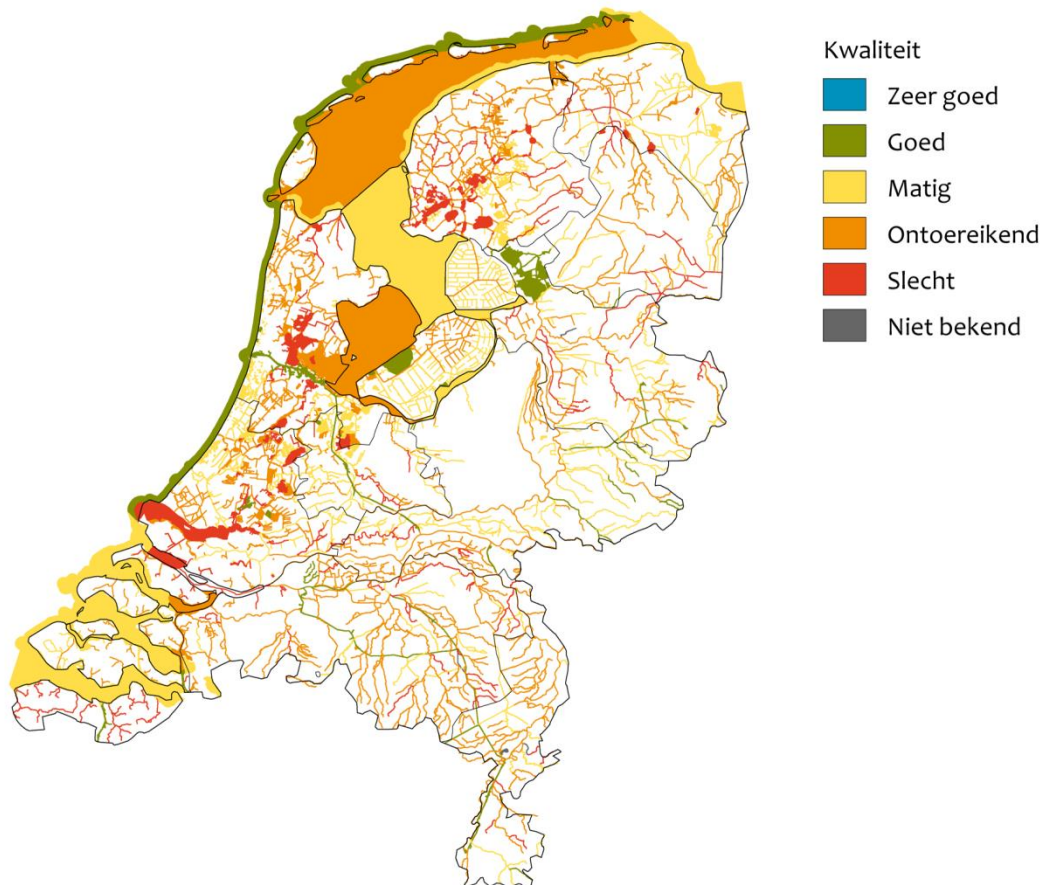 Kwaliteit
Zeer goed
Goed
Matig
Ontoereikend
Slecht
Niet bekend